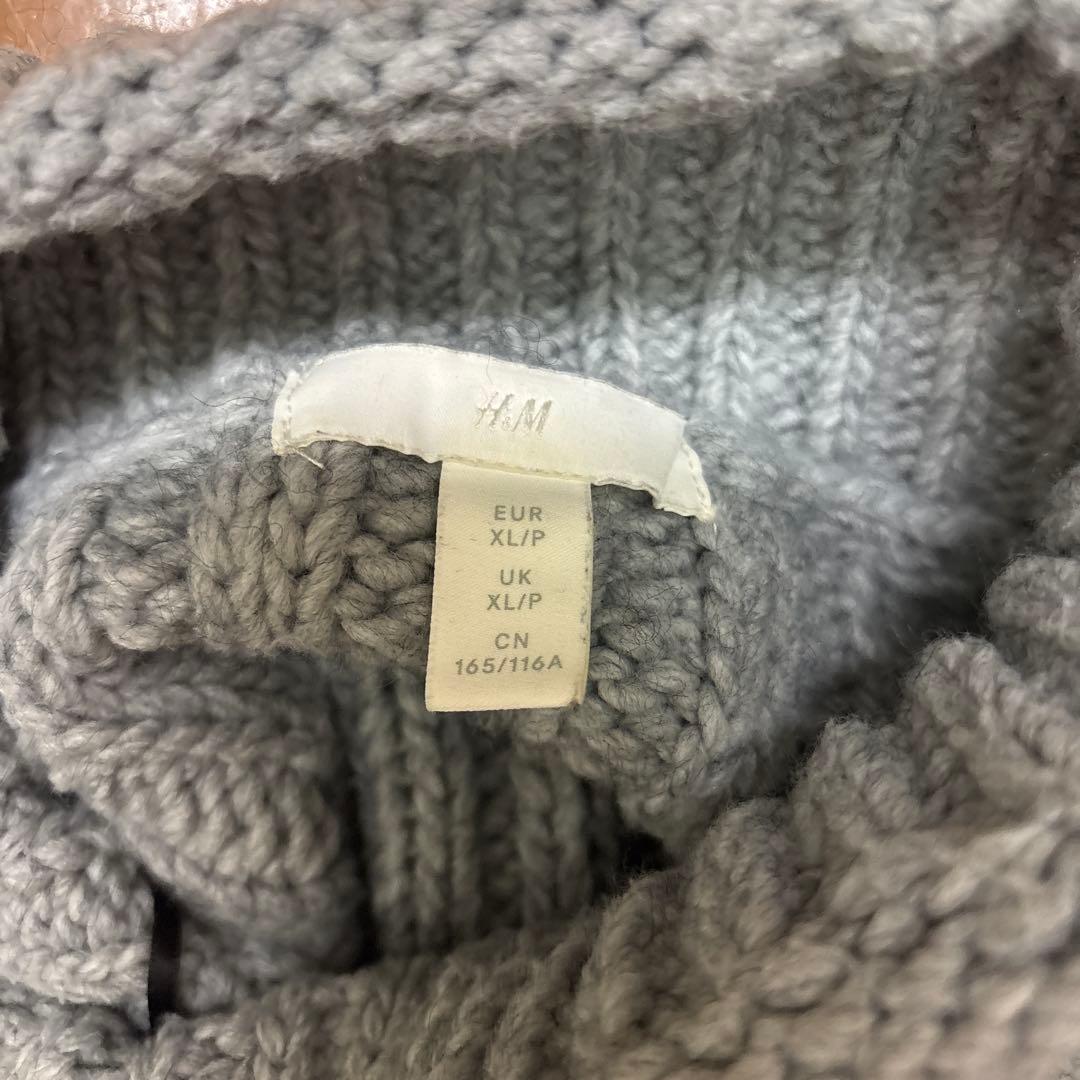 H&M
EUR
XL/P
UK
XL/P
CN
165/116A